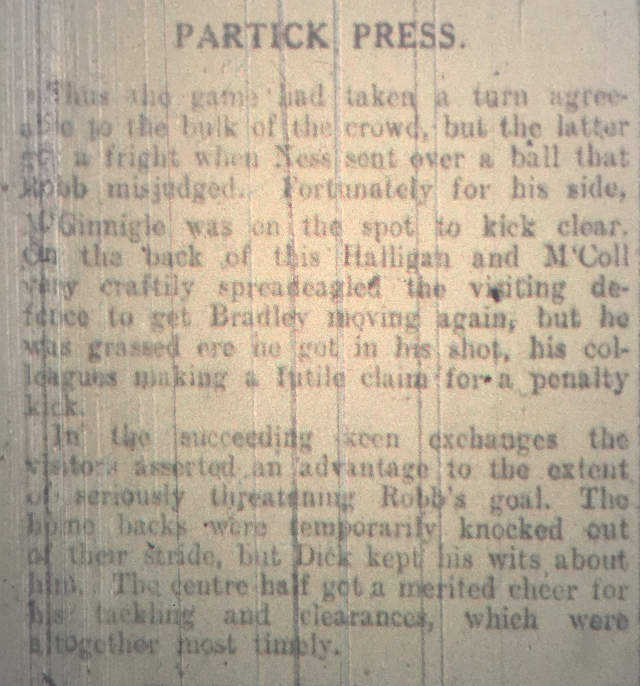 PARTICK PRESS.
Thus the game had taken a turn agree-
able to the bulk of the crowd, but the latter
got a fright when Ness sent over a ball that
Robb misjudged. Fortunately for his side,
M'Ginnigle was on the spot to kick clear.
On the back of this Halligan and M'Coll
very craftily spreadeagled the visiting de-
fence to get Bradley moving again, but he
was grassed ere he got in his shot, his col-
leagues making a futile claim for a penalty
kick.
In the succeeding keen exchanges the
visitors asserted an advantage to the extent
of seriously threatening Robb's goal. The
home backs were temporarily knocked out
of their stride, but Dick kept his wits about
him. The centre half got a merited cheer for
his tackling and clearances, which were
altogether most timely.